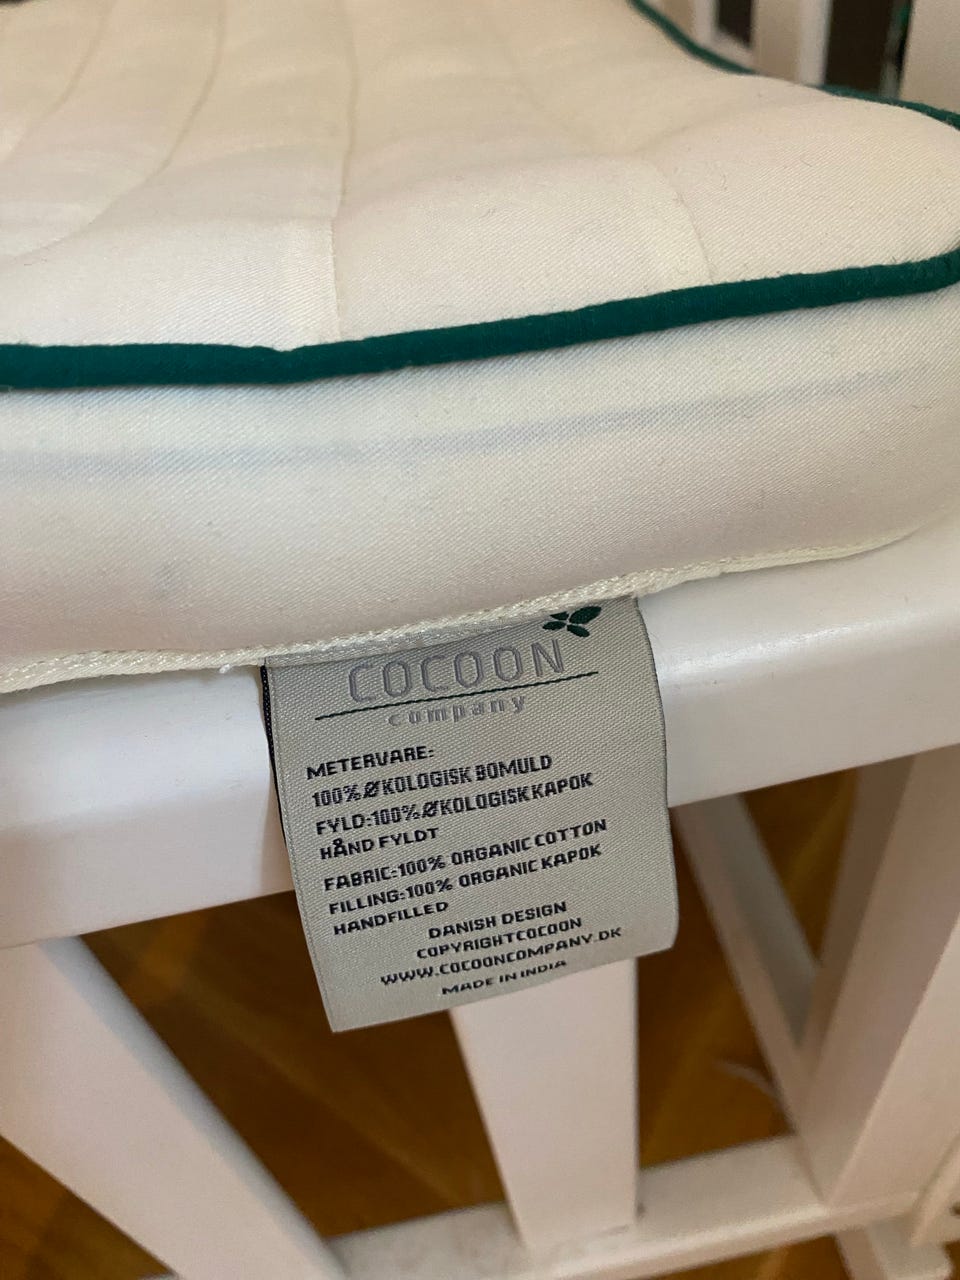 COCOON
company
METERVARE:
100% ØKOLOGISK BOMULD
FYLD:100% ØKOLOGISK KAPOK
HÅND FYLDT
FABRIC:100% ORGANIC COTTON
FILLING:100% ORGANIC KAPOK
HANDFILLED
DANISH DESIGN
COPYRIGHTCOCOON
WWW.COCOONCOMPANY.DK
MADE IN INDIA